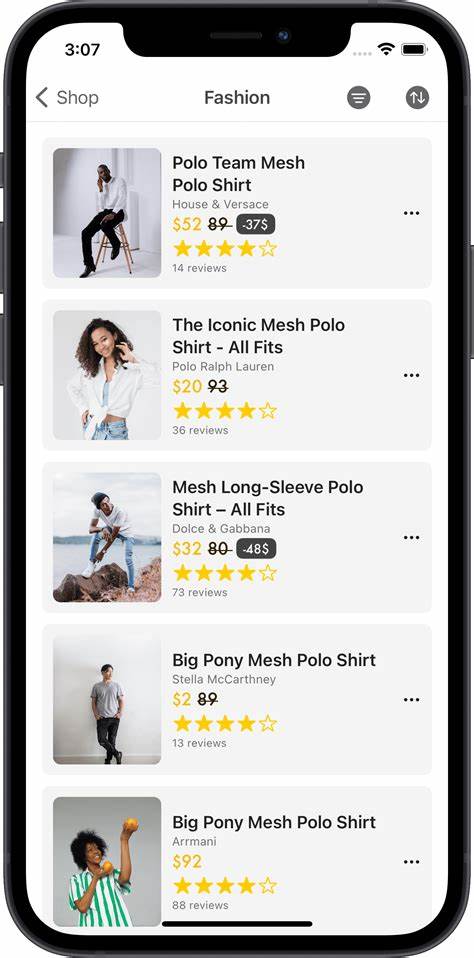 3:07
Shop
Fashion
Polo Team Mesh
Polo Shirt
House & Versace
$52 89 -37$
14 reviews
The Iconic Mesh Polo
Shirt - All Fits
Polo Ralph Lauren
$20 93
36 reviews
Mesh Long-Sleeve Polo
Shirt – All Fits
Dolce & Gabbana
$32 80 -48$
73 reviews
Big Pony Mesh Polo Shirt
Stella McCarthney
$2 89
13 reviews
Big Pony Mesh Polo Shirt
Arrmani
$92
88 reviews